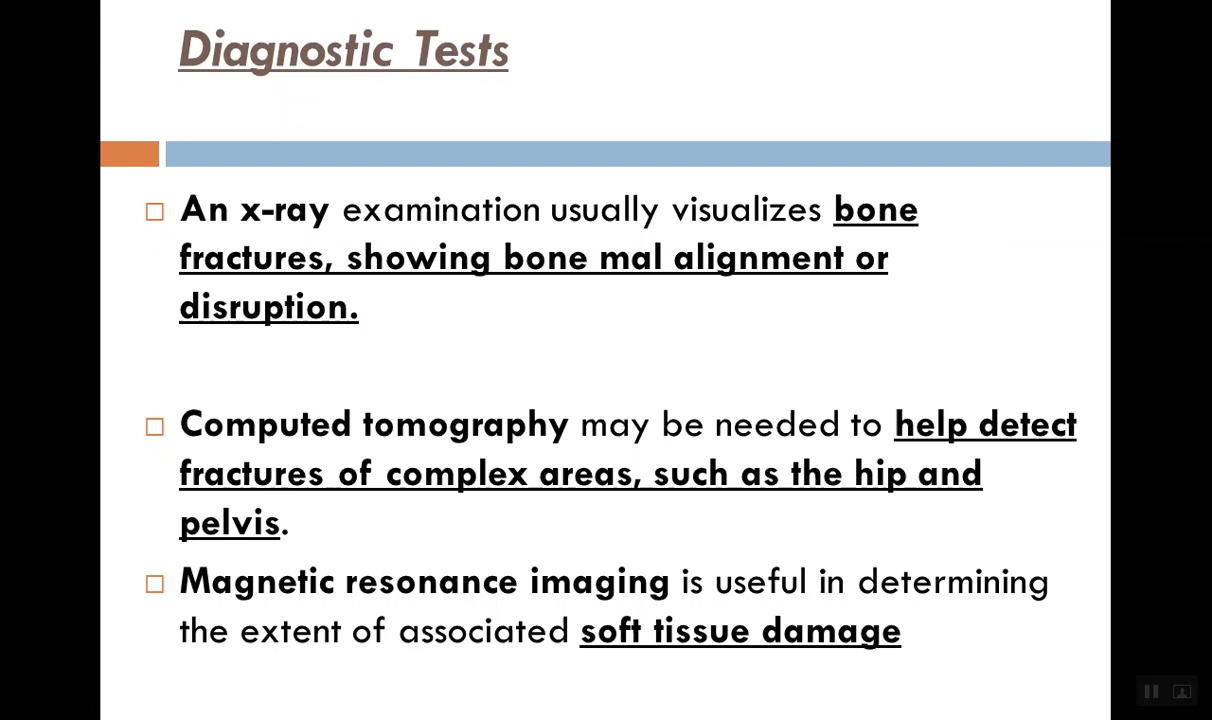 Diagnostic Tests
An x-ray examination usually visualizes bone
fractures, showing bone mal alignment or
disruption.
Computed tomography may be needed to help detect
fractures of complex areas, such as the hip and
pelvis.
Magnetic resonance imaging is useful in determining
the extent of associated soft tissue damage